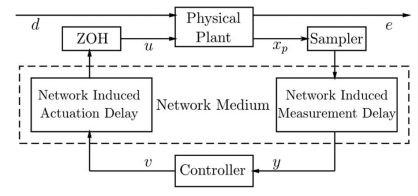 d
Physical
Plant
e
ZOH
u
x_p
Sampler
Network Induced
Actuation Delay
Network Medium
Network Induced
Measurement Delay
v
Controller
y